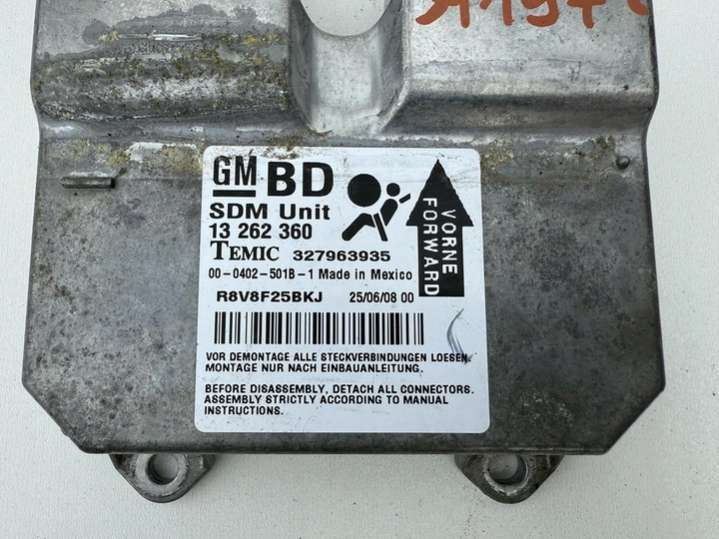 GM BD
SDM Unit
13 262 360
TEMIC 327963935
00-0402-501B-1 Made in Mexico
R8V8F25BKJ 25/06/08 00
VORNE
FORWARD
VOR DEMONTAGE ALLE STECKVERBINDUNGEN LOESEN.
MONTAGE NUR NACH EINBAUANLEITUNG.
BEFORE DISASSEMBLY, DETACH ALL CONNECTORS.
ASSEMBLY STRICTLY ACCORDING TO MANUAL
INSTRUCTIONS.